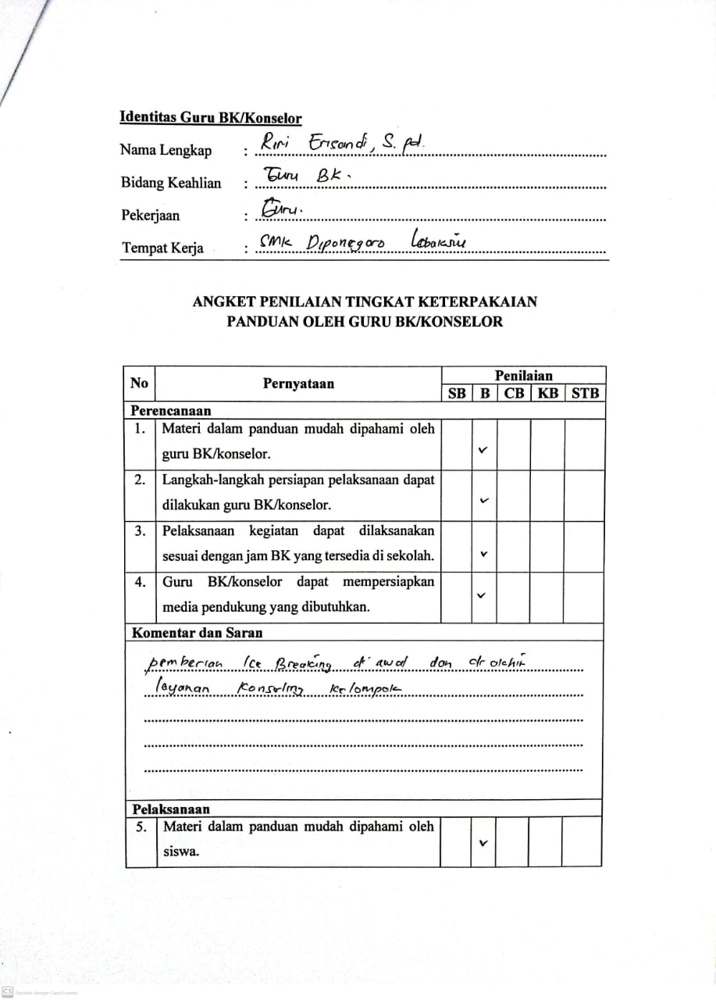 Identitas Guru BK/Konselor
Nama Lengkap : Riri Erisandi, S.pd.
Bidang Keahlian : Guru BK.
Pekerjaan : Guru.
Tempat Kerja : SMK Diponegoro Lebaksiu
ANGKET PENILAIAN TINGKAT KETERPAKAIAN
PANDUAN OLEH GURU BK/KONSELOR
No Pernyataan Penilaian
SB B CB KB STB
Perencanaan
1. Materi dalam panduan mudah dipahami oleh
guru BK/konselor. ✓
2. Langkah-langkah persiapan pelaksanaan dapat
dilakukan guru BK/konselor. ✓
3. Pelaksanaan kegiatan dapat dilaksanakan
sesuai dengan jam BK yang tersedia di sekolah. ✓
4. Guru BK/konselor dapat mempersiapkan
media pendukung yang dibutuhkan. ✓
Komentar dan Saran
pemberian Ice Breaking di awal dan di akhir
layanan Konseling kelompok
Pelaksanaan
5. Materi dalam panduan mudah dipahami oleh
siswa. ✓
CS Dipindai dengan CamScanner